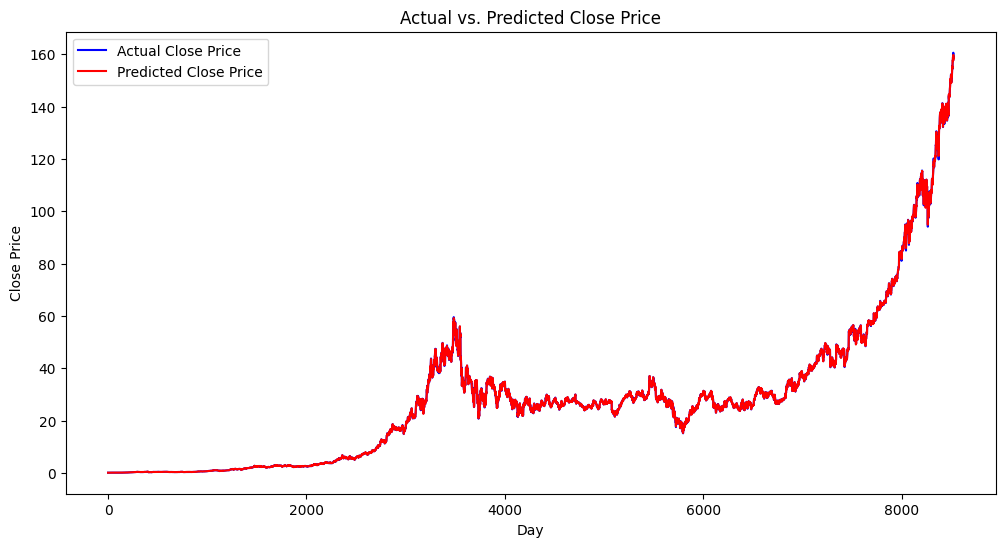 Actual vs. Predicted Close Price
Actual Close Price
Predicted Close Price
160
140
120
100
80
60
40
20
0
Close Price
0 2000 4000 6000 8000
Day